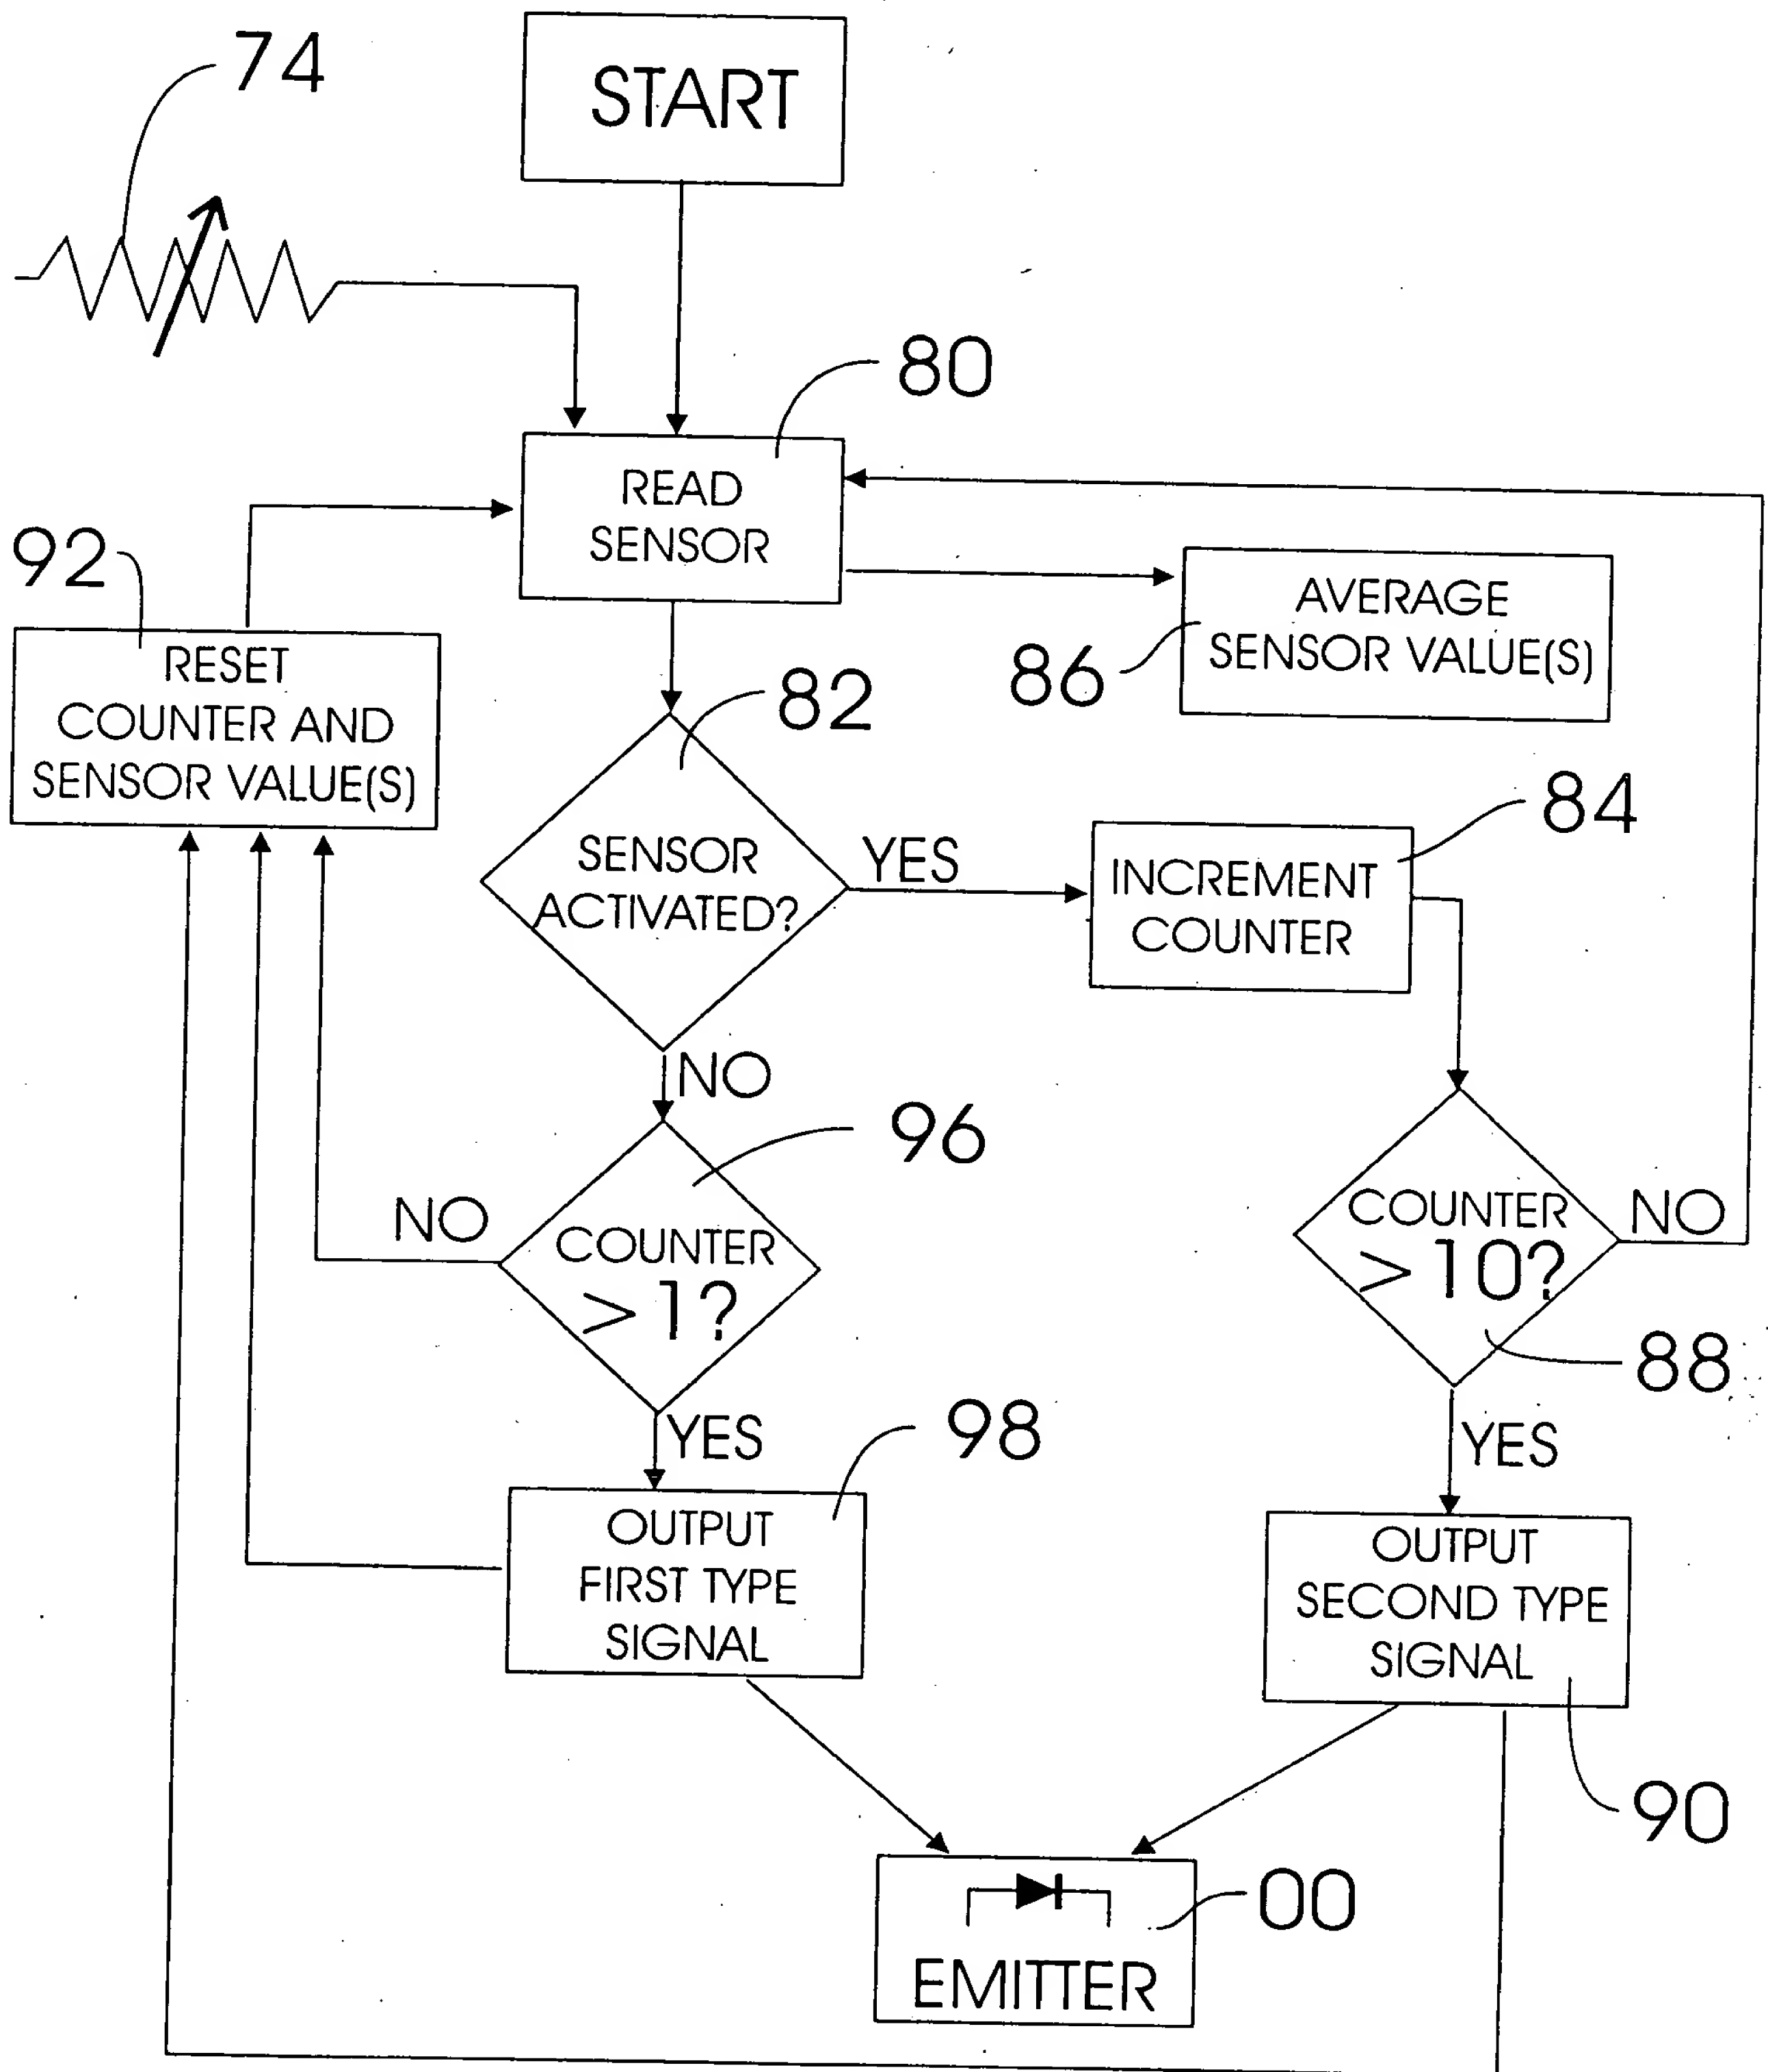 74
START
80
READ
SENSOR
92
RESET
COUNTER AND
SENSOR VALUE(S)
AVERAGE
SENSOR VALUE(S)
86
82
SENSOR
ACTIVATED?
YES
84
INCREMENT
COUNTER
NO
96
COUNTER
> 1?
NO
COUNTER
> 10?
NO
88
YES
98
OUTPUT
FIRST TYPE
SIGNAL
YES
OUTPUT
SECOND TYPE
SIGNAL
90
00
EMITTER